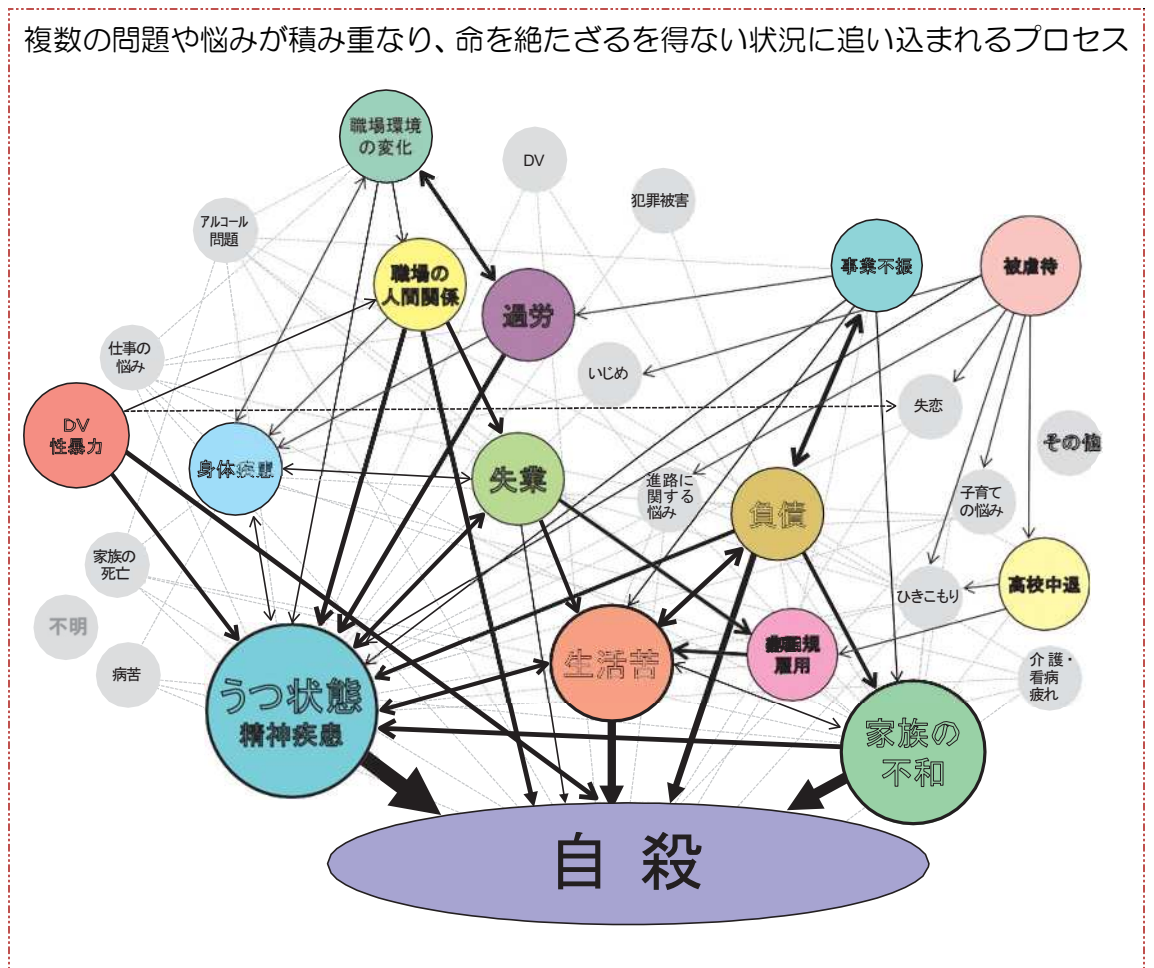 複数の問題や悩みが積み重なり、命を絶たざるを得ない状況に追い込まれるプロセス
職場環境
の変化
DV
犯罪被害
アルコール
問題
職場の
人間関係
過労
事業不振
被虐待
仕事の
悩み
いじめ
失恋
DV
性暴力
その他
身体疾患
失業
進路に
関する
悩み
負債
子育て
の悩み
家族の
死亡
高校中退
ひきこもり
不明
病苦
うつ状態
精神疾患
生活苦
雇用
介護・
看病
疲れ
家族の
不和
自殺